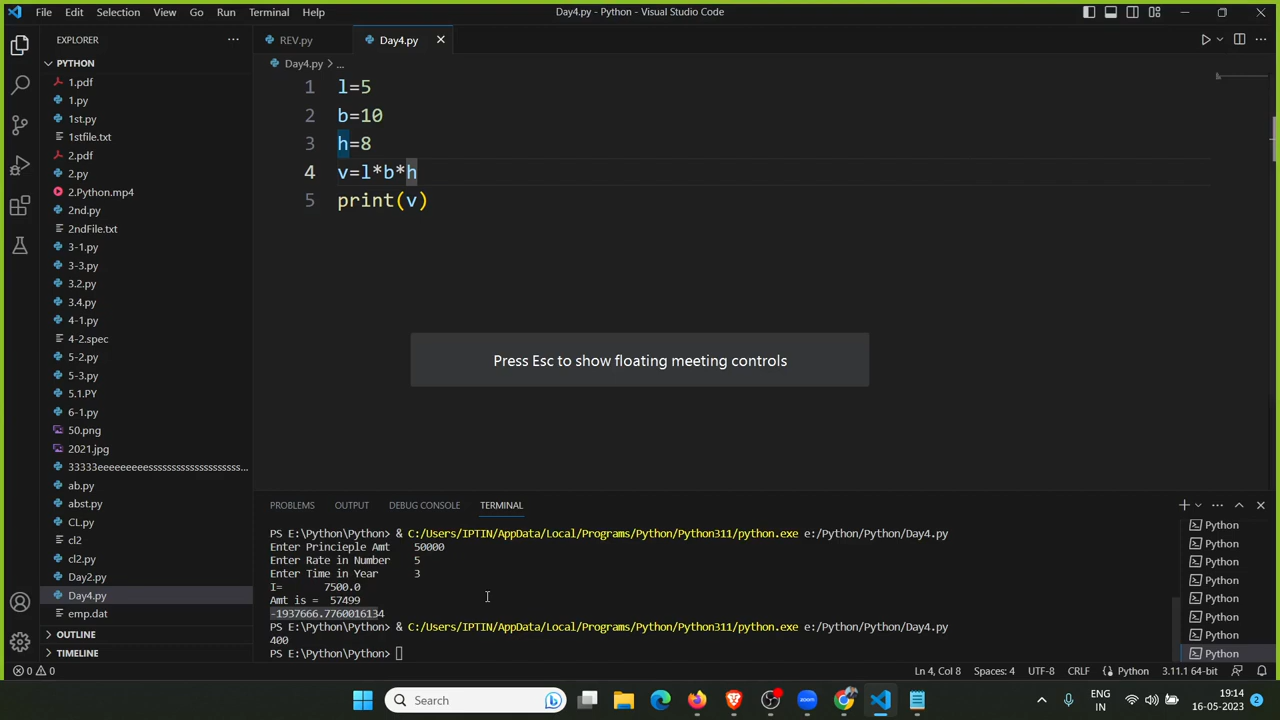 File Edit Selection View Go Run Terminal Help
Day4.py - Python - Visual Studio Code
EXPLORER
REV.py
Day4.py
PYTHON
Day4.py > ...
1.pdf
1.py
1st.py
1stfile.txt
2.pdf
2.py
2.Python.mp4
2nd.py
2ndFile.txt
3-1.py
3-3.py
3.2.py
3.4.py
4-1.py
4-2.spec
5-2.py
5-3.py
5.1.PY
6-1.py
50.png
2021.jpg
ab.py
abst.py
CL.py
cl2
cl2.py
Day2.py
Day4.py
emp.dat
OUTLINE
TIMELINE
1 l=5
2 b=10
3 h=8
4 v=l*b*h
5 print(v)
Press Esc to show floating meeting controls
PROBLEMS OUTPUT DEBUG CONSOLE TERMINAL
PS E:\Python\Python> & C:/Users/IPTIN/AppData/Local/Programs/Python/Python311/python.exe e:/Python/Python/Day4.py
Enter Princieple Amt 50000
Enter Rate in Number 5
Enter Time in Year 3
I= 7500.0
Amt is = 57499
-1937666.7760016134
PS E:\Python\Python> & C:/Users/IPTIN/AppData/Local/Programs/Python/Python311/python.exe e:/Python/Python/Day4.py
400
PS E:\Python\Python>
Python
Python
Python
Python
Python
Python
Python
Python
0 0
Ln 4, Col 8 Spaces: 4 UTF-8 CRLF Python 3.11.1 64-bit
Search
zoom
ENG
IN
19:14
16-05-2023
2